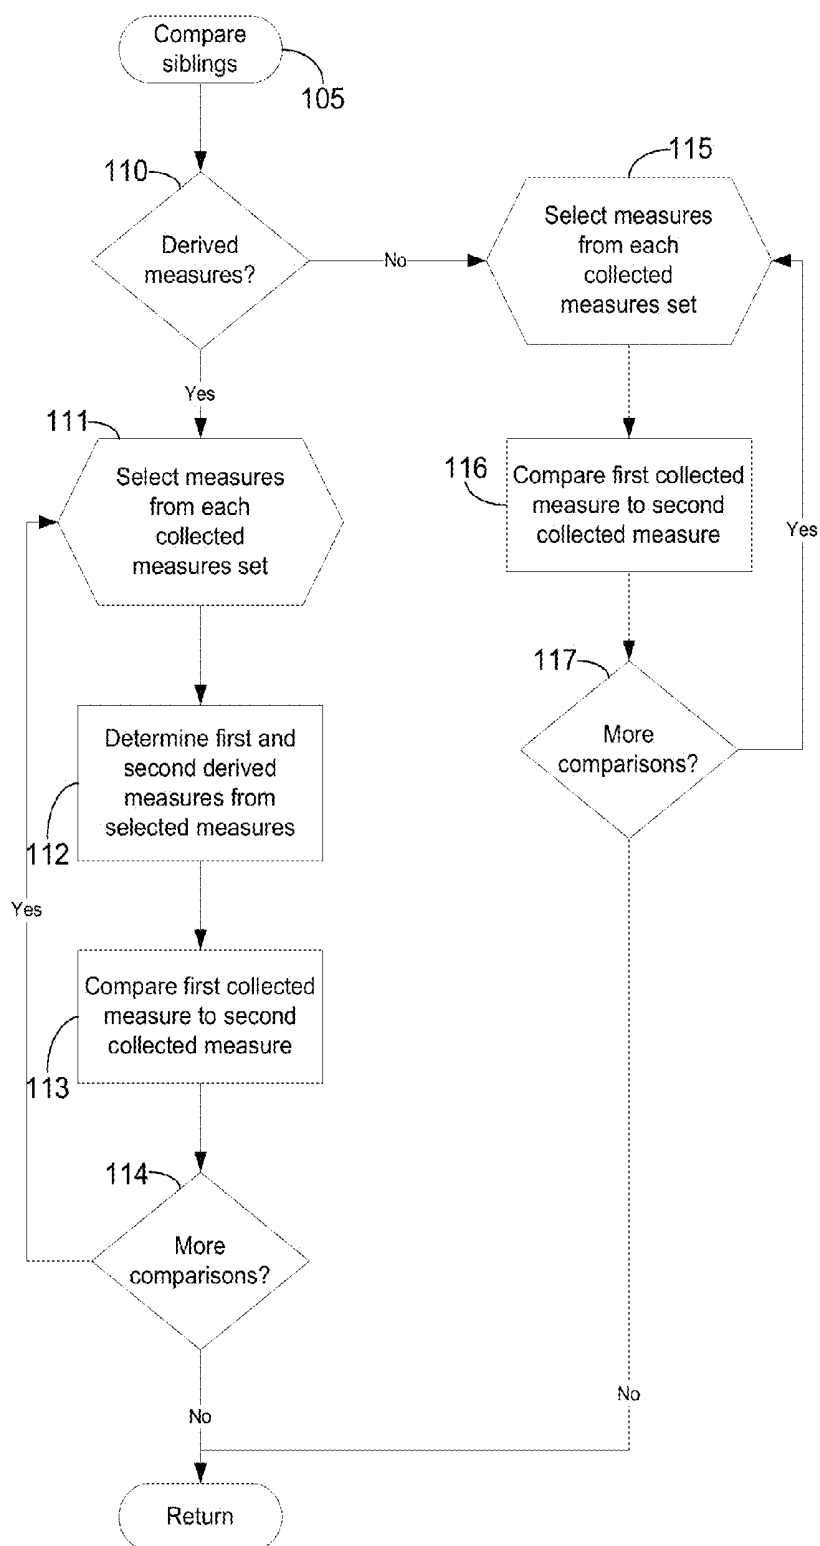 Compare
siblings
105
110
Derived
measures?
No
115
Select measures
from each
collected
measures set
Yes
111
Select measures
from each
collected
measures set
116
Compare first collected
measure to second
collected measure
Yes
117
More
comparisons?
Determine first and
second derived
measures from
selected measures
112
Yes
Compare first collected
measure to second
collected measure
113
114
More
comparisons?
No
No
Return